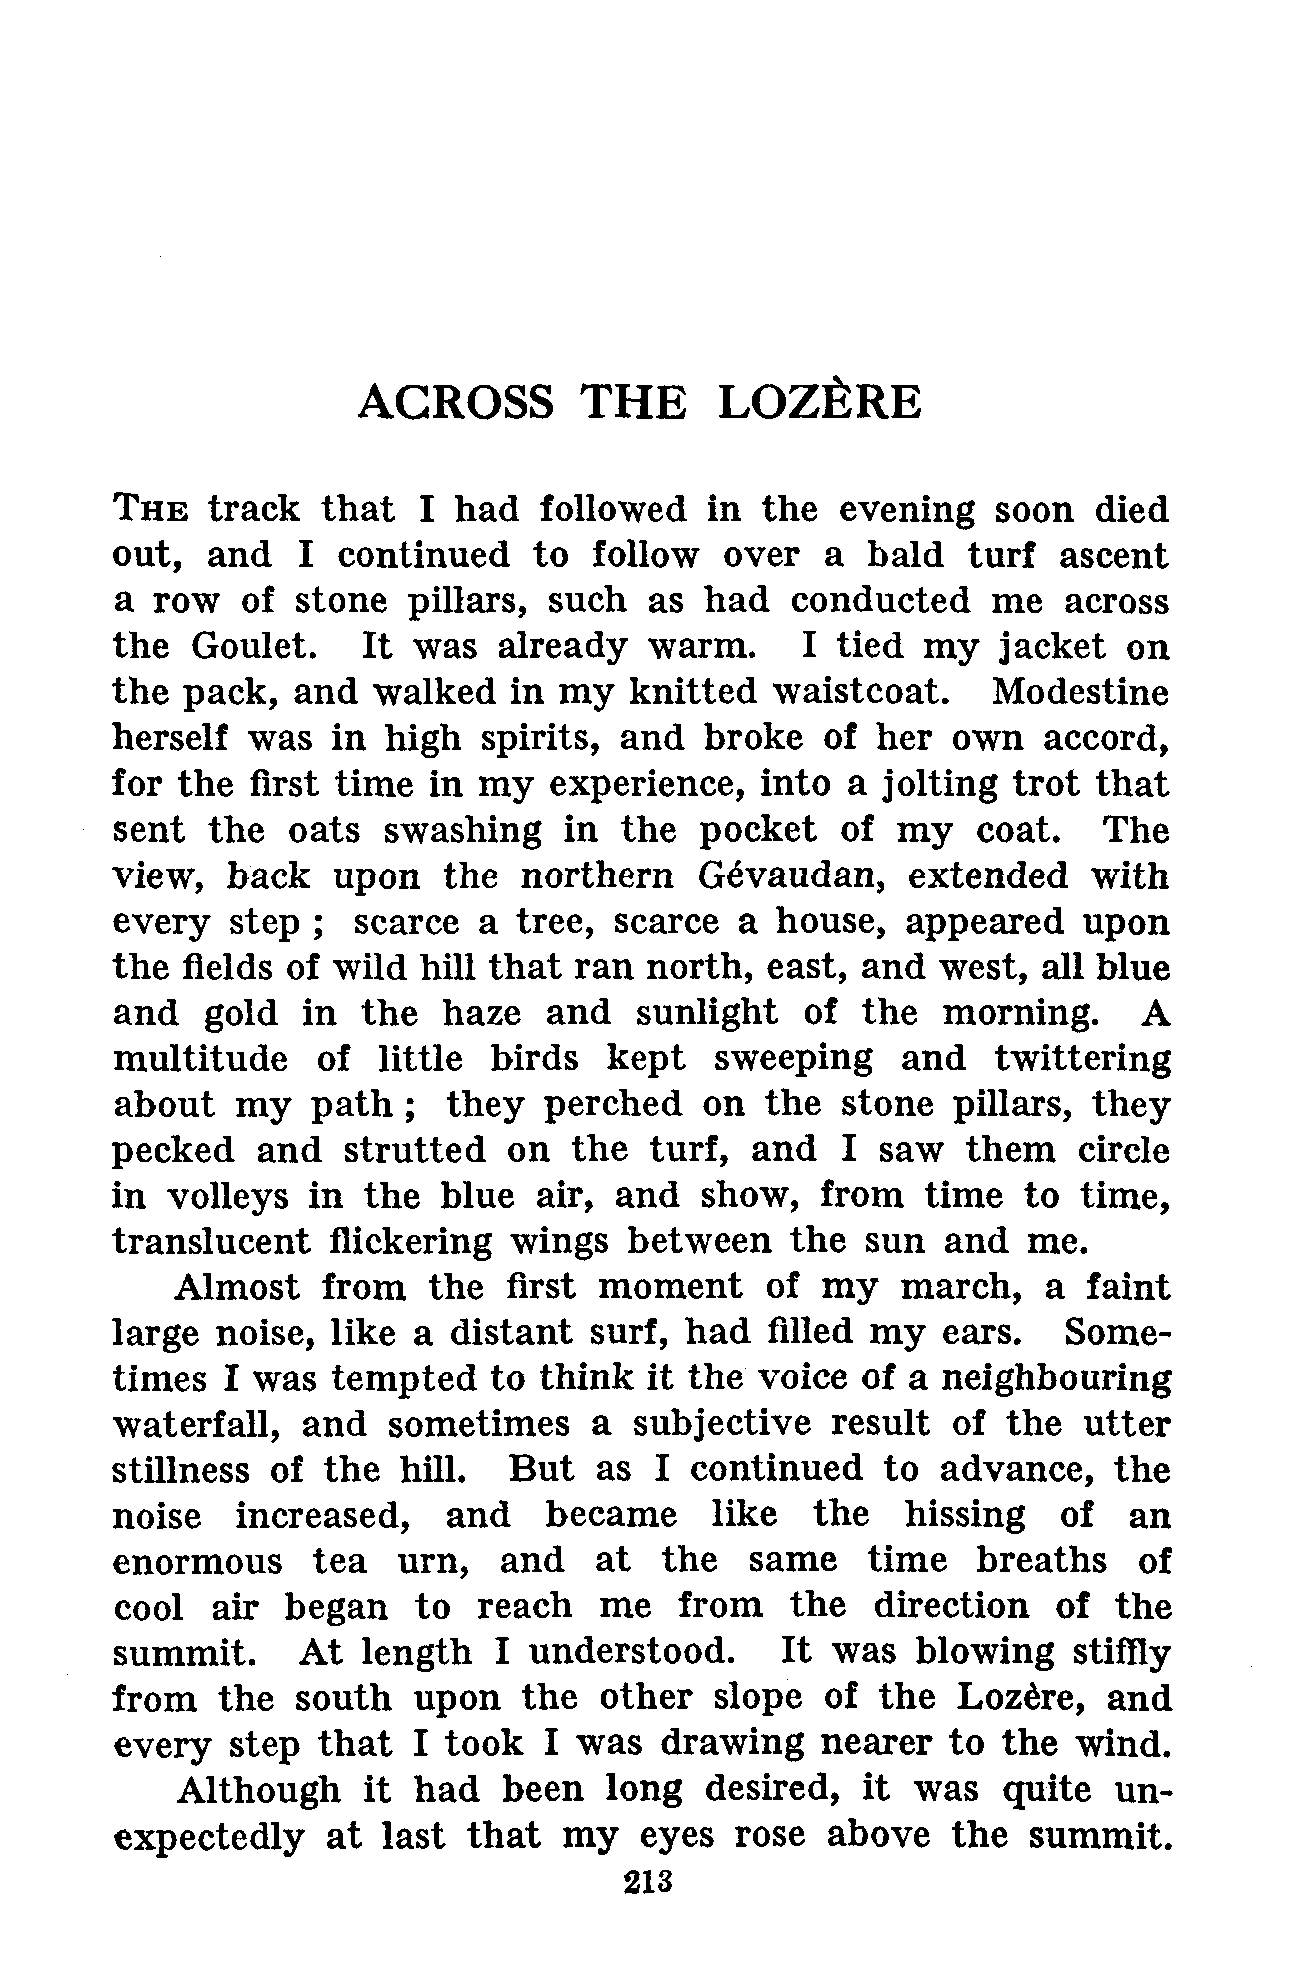 ACROSS THE LOZÈRE
THE track that I had followed in the evening soon died
out, and I continued to follow over a bald turf ascent
a row of stone pillars, such as had conducted me across
the Goulet. It was already warm. I tied my jacket on
the pack, and walked in my knitted waistcoat. Modestine
herself was in high spirits, and broke of her own accord,
for the first time in my experience, into a jolting trot that
sent the oats swashing in the pocket of my coat. The
view, back upon the northern Gévaudan, extended with
every step ; scarce a tree, scarce a house, appeared upon
the fields of wild hill that ran north, east, and west, all blue
and gold in the haze and sunlight of the morning. A
multitude of little birds kept sweeping and twittering
about my path ; they perched on the stone pillars, they
pecked and strutted on the turf, and I saw them circle
in volleys in the blue air, and show, from time to time,
translucent flickering wings between the sun and me.
Almost from the first moment of my march, a faint
large noise, like a distant surf, had filled my ears. Some-
times I was tempted to think it the voice of a neighbouring
waterfall, and sometimes a subjective result of the utter
stillness of the hill. But as I continued to advance, the
noise increased, and became like the hissing of an
enormous tea urn, and at the same time breaths of
cool air began to reach me from the direction of the
summit. At length I understood. It was blowing stiffly
from the south upon the other slope of the Lozère, and
every step that I took I was drawing nearer to the wind.
Although it had been long desired, it was quite un-
expectedly at last that my eyes rose above the summit.
213